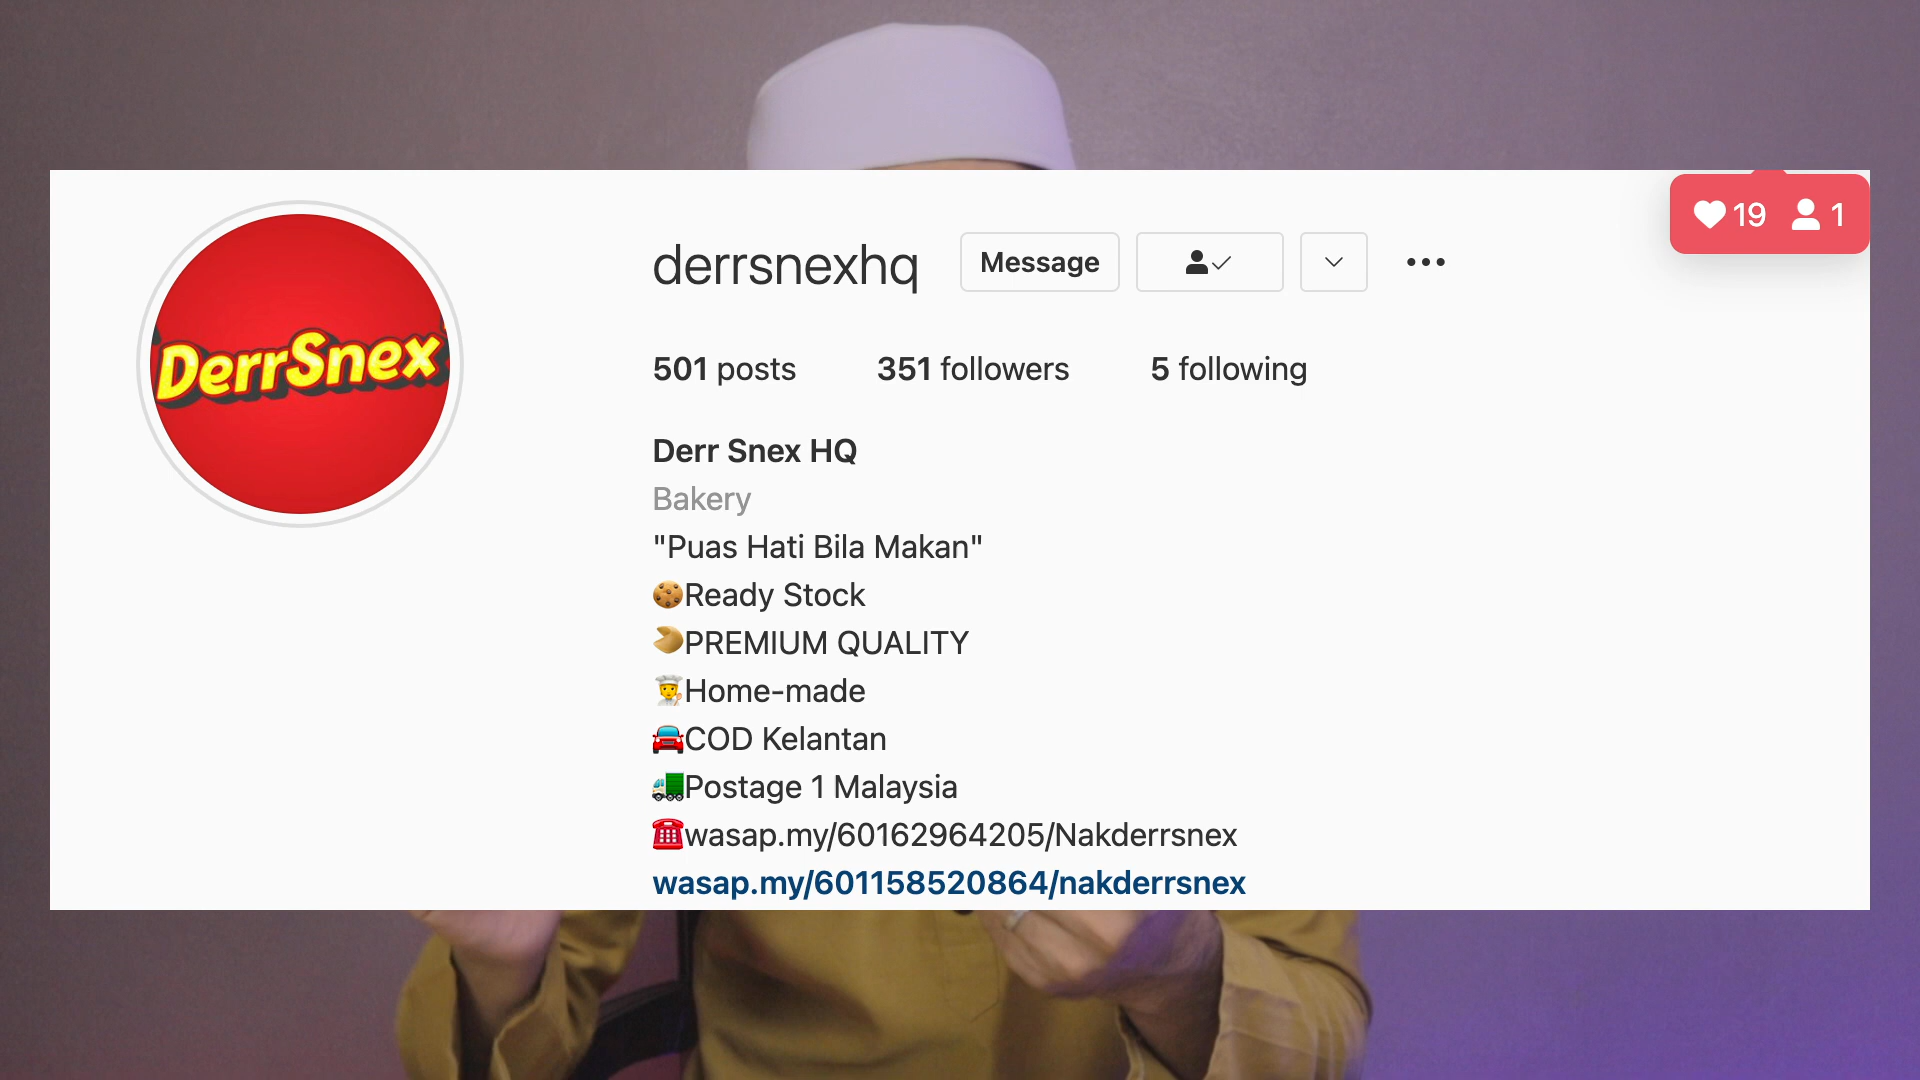 DerrSnex
derrsnexhq Message
19 1
501 posts 351 followers 5 following
Derr Snex HQ
Bakery
"Puas Hati Bila Makan"
🍪Ready Stock
🥠PREMIUM QUALITY
👨‍🍳Home-made
🚘COD Kelantan
🚛Postage 1 Malaysia
☎️wasap.my/60162964205/Nakderrsnex
wasap.my/601158520864/nakderrsnex